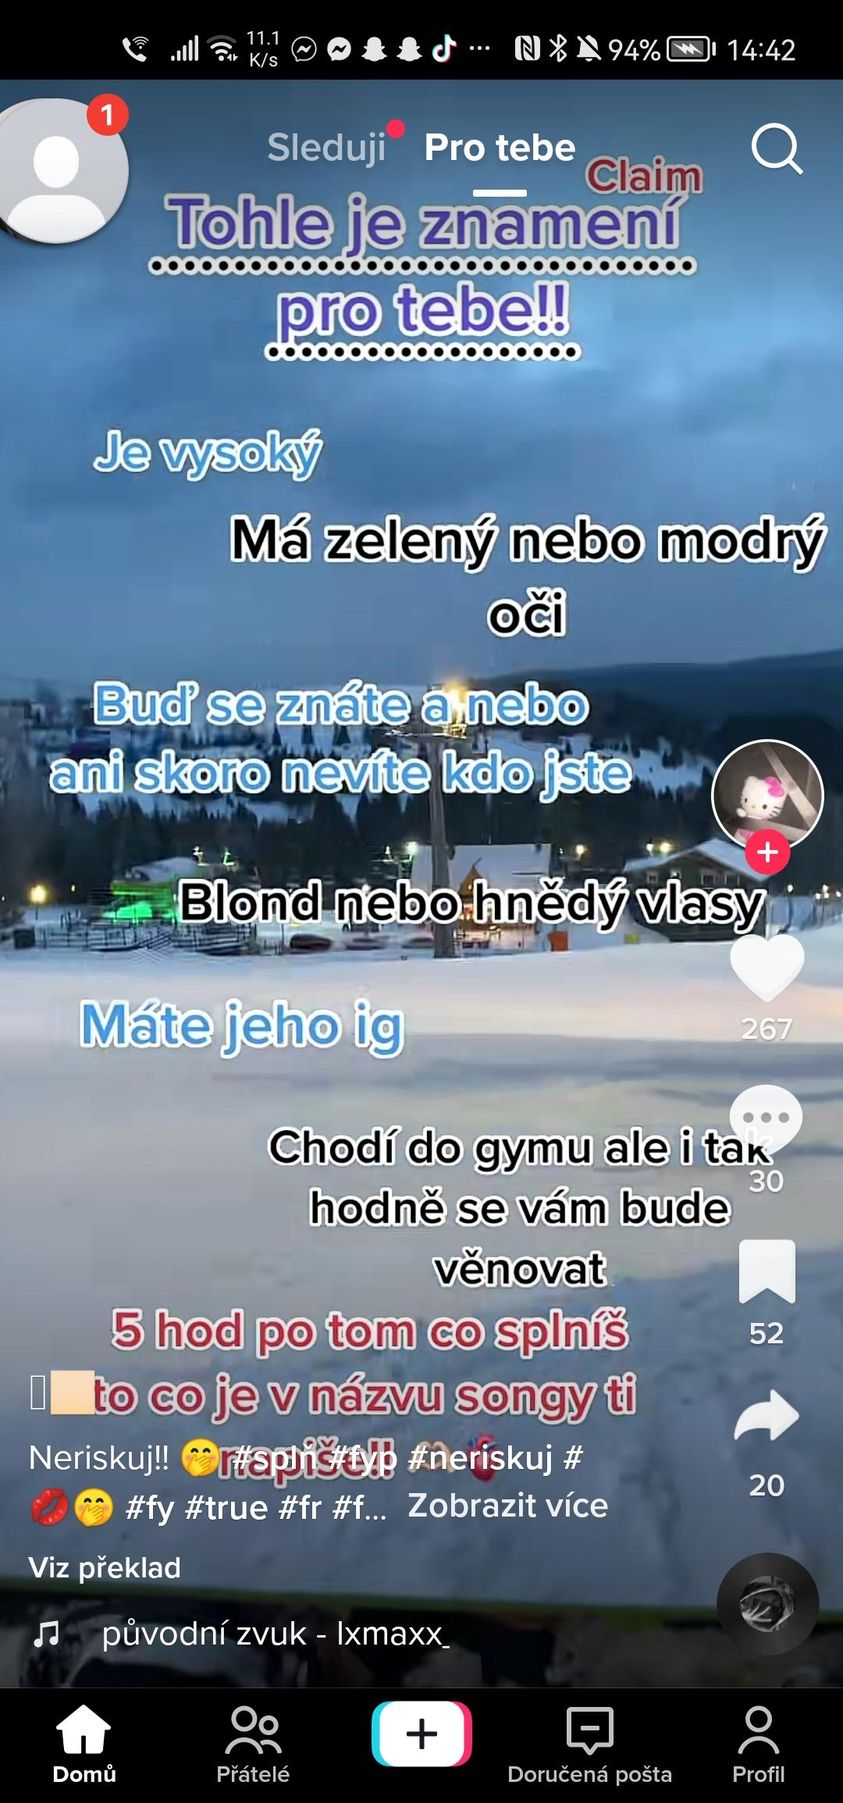 11.1
K/s
94%
14:42
1
Sleduji
Pro tebe
Claim
Tohle je znamení
pro tebe!!
Je vysoký
Má zelený nebo modrý
oči
Buď se znáte a nebo
ani skoro nevíte kdo jste
Blond nebo hnědý vlasy
Máte jeho ig
267
Chodí do gymu ale i tak
30
hodně se vám bude
věnovat
5 hod po tom co splníš
52
to co je v názvu songy ti
napíše!!
Neriskuj!! 🤭 #splň #fyp #neriskuj #
💋🤭 #fy #true #fr #f... Zobrazit více
20
Viz překlad
původní zvuk - lxmaxx_
Domů
Přátelé
Doručená pošta
Profil